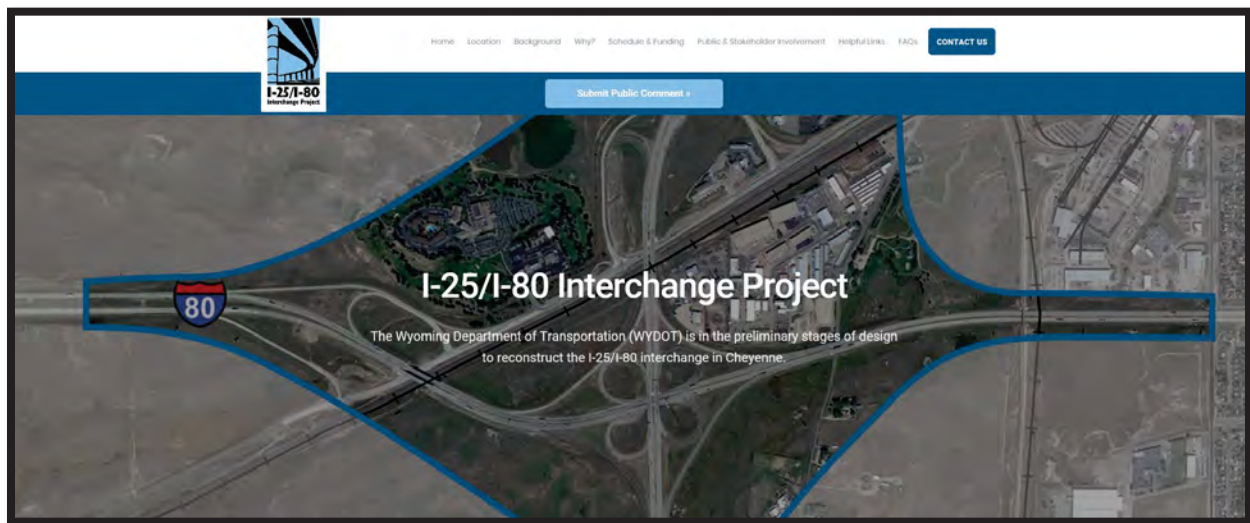 I-25/I-80
Interchange Project
Home Location Background Why? Schedule & Funding Public & Stakeholder Involvement Helpful Links FAQs CONTACT US
Submit Public Comment »
80
I-25/I-80 Interchange Project
The Wyoming Department of Transportation (WYDOT) is in the preliminary stages of design
to reconstruct the I-25/I-80 interchange in Cheyenne.